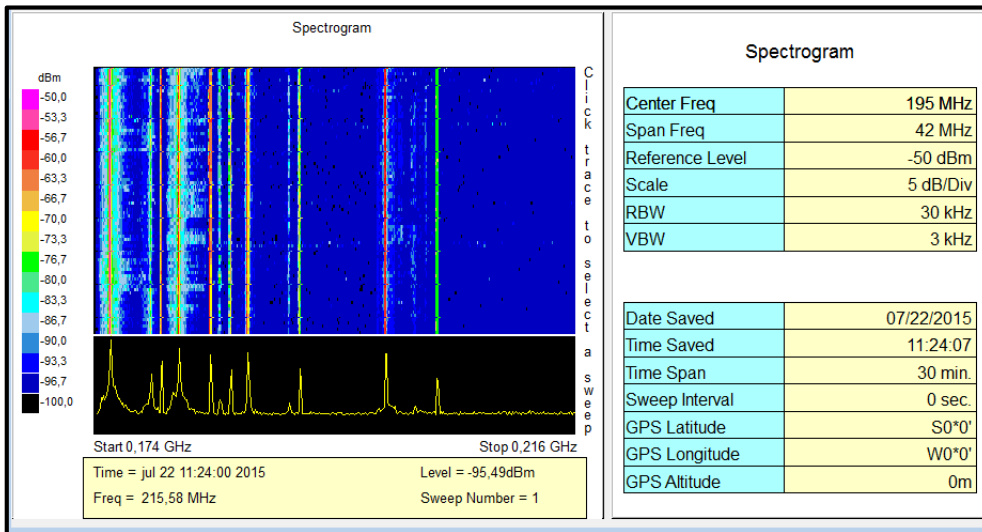 Spectrogram
dBm
-50,0
-53,3
-56,7
-60,0
-63,3
-66,7
-70,0
-73,3
-76,7
-80,0
-83,3
-86,7
-90,0
-93,3
-96,7
-100,0
Click trace to select a sweep
Start 0,174 GHz Stop 0,216 GHz
Time = jul 22 11:24:00 2015 Level = -95,49dBm
Freq = 215,58 MHz Sweep Number = 1
Spectrogram
Center Freq 195 MHz
Span Freq 42 MHz
Reference Level -50 dBm
Scale 5 dB/Div
RBW 30 kHz
VBW 3 kHz
Date Saved 07/22/2015
Time Saved 11:24:07
Time Span 30 min.
Sweep Interval 0 sec.
GPS Latitude S0*0'
GPS Longitude W0*0'
GPS Altitude 0m